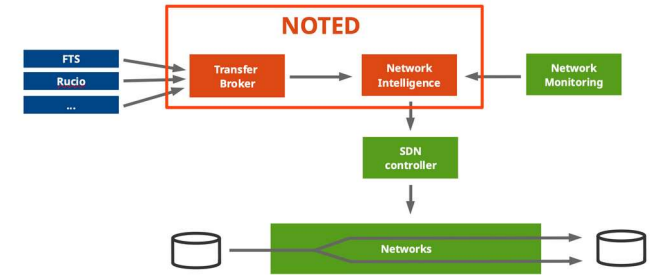 NOTED
FTS
Rucio
...
Transfer
Broker
Network
Intelligence
Network
Monitoring
SDN
controller
Networks